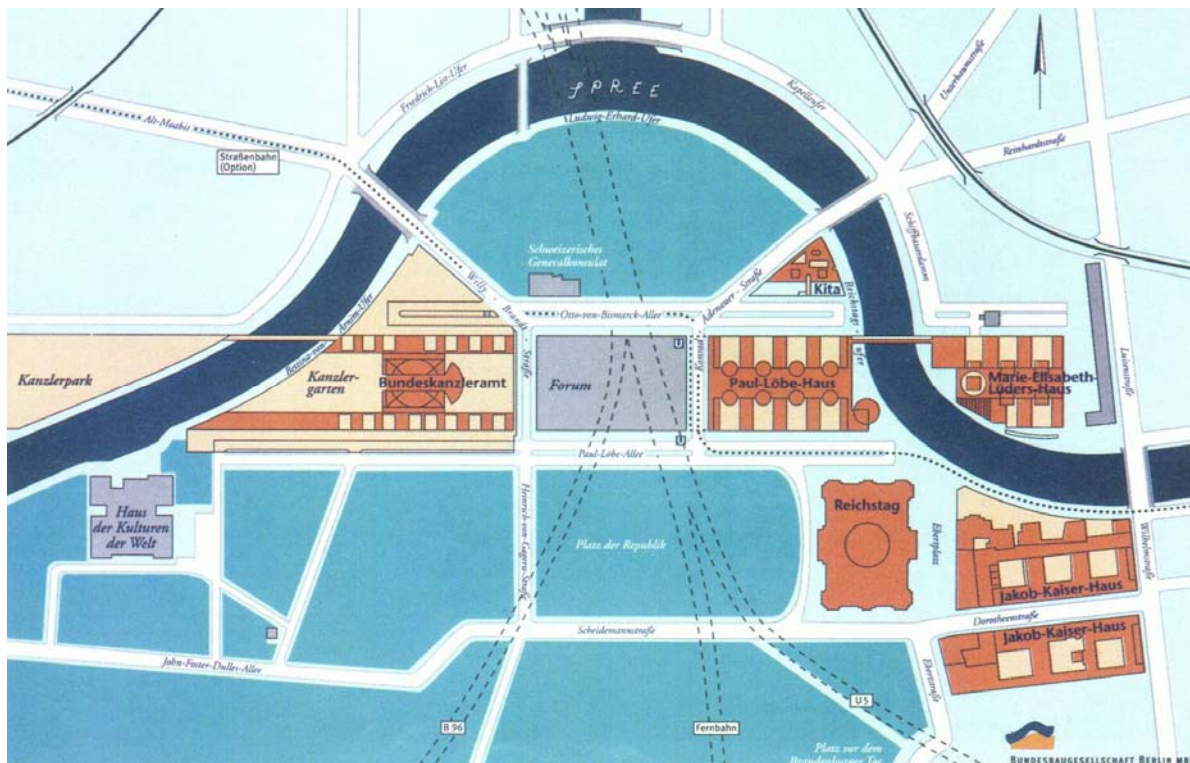 SPREE
Friedrich-List-Ufer
Kapelleufer
Unterbaumstraße
Ludwig-Erhard-Ufer
Alt-Moabit
Reinhardtstraße
Straßenbahn
(Option)
Schiffbauerdamm
Schweizerisches
Generalkonsulat
Willy-Brandt-Straße
Konrad-Adenauer-Straße
Kita
Reichstagufer
Bettina-von-Arnim-Ufer
Otto-von-Bismarck-Allee
Luisenstraße
U
Kanzlerpark
Kanzler-
garten
Bundeskanzleramt
Forum
Paul-Löbe-Haus
Marie-Elisabeth-
Lüders-Haus
U
Paul-Löbe-Allee
Haus
der Kulturen
der Welt
Heinrich-von-Gagern-Straße
Platz der Republik
Reichstag
Ebertplatz
Wilhelmstraße
Jakob-Kaiser-Haus
Dorotheenstraße
Scheidemannstraße
Jakob-Kaiser-Haus
John-Foster-Dulles-Allee
Ebertstraße
B 96
Fernbahn
U5
Platz vor dem
Brandenburger Tor
BUNDESBAUGESELLSCHAFT BERLIN MB